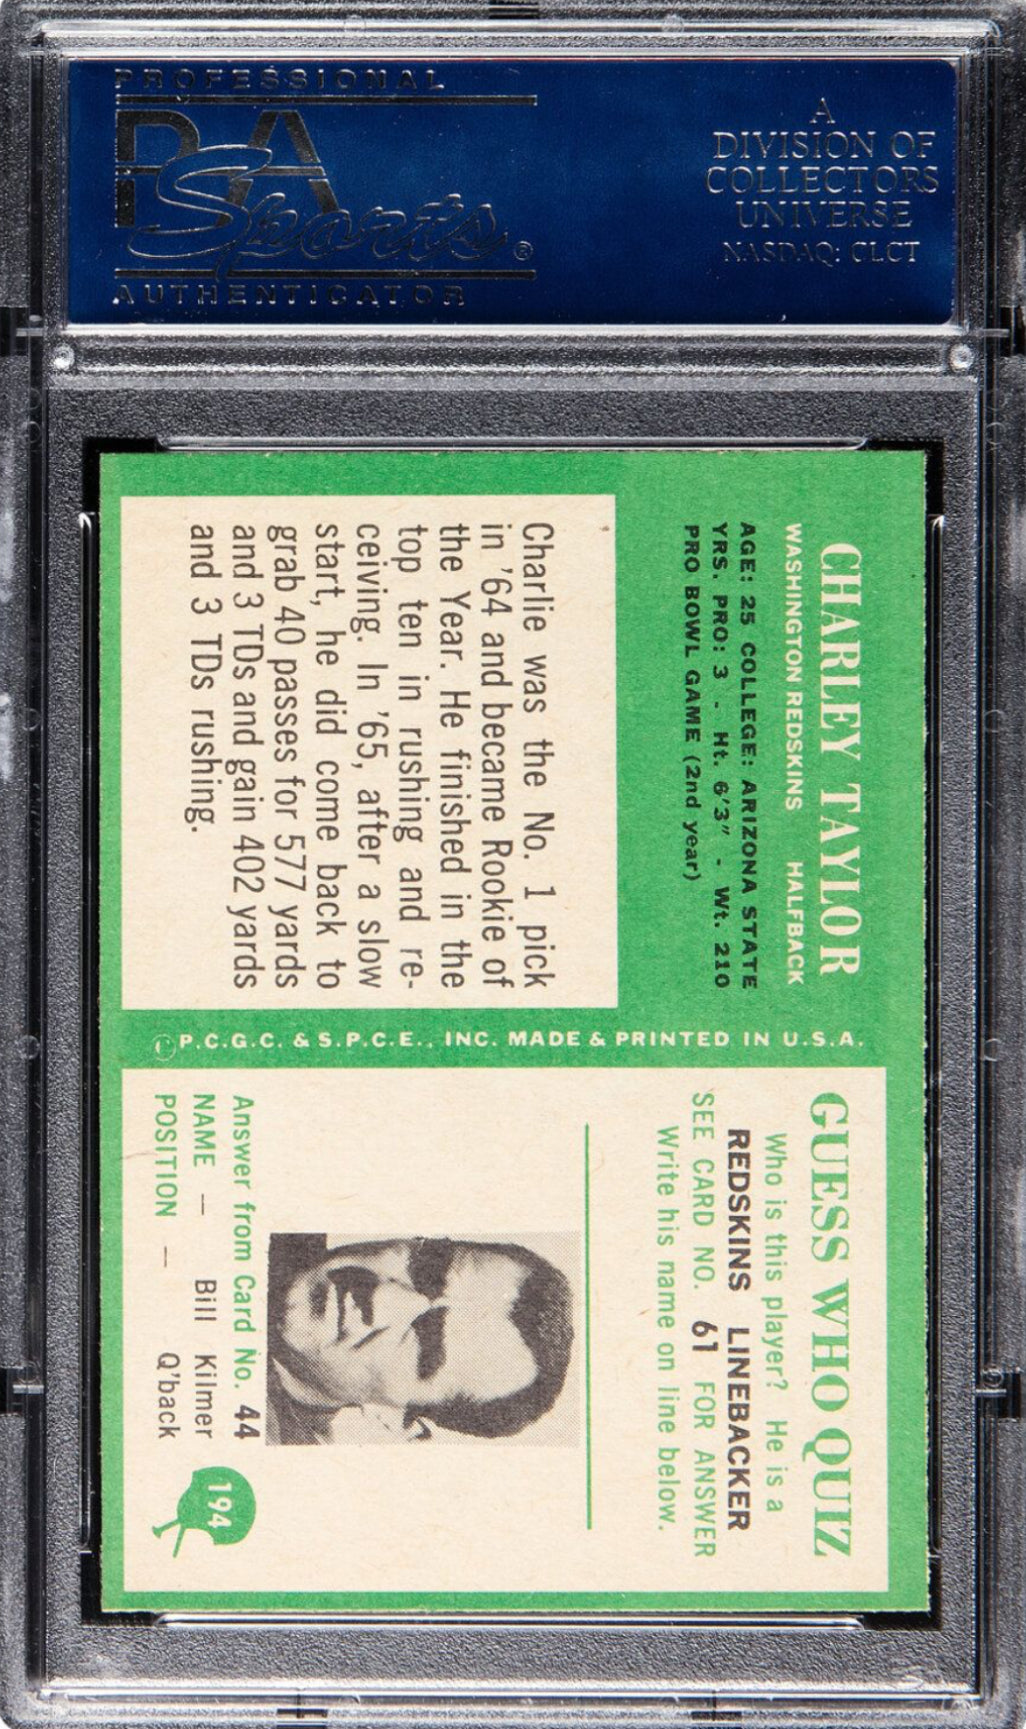 PROFESSIONAL
PSA
Sports®
AUTHENTICATOR
A
DIVISION OF
COLLECTORS
UNIVERSE
NASDAQ: CLCT
CHARLEY TAYLOR
WASHINGTON REDSKINS HALFBACK
AGE: 25 COLLEGE: ARIZONA STATE
YRS. PRO: 3 - Ht. 6'3" - Wt. 210
PRO BOWL GAME (2nd year)
Charlie was the No. 1 pick
in '64 and became Rookie of
the Year. He finished in the
top ten in rushing and re-
ceiving. In '65, after a slow
start, he did come back to
grab 40 passes for 577 yards
and 3 TDs and gain 402 yards
and 3 TDs rushing.
©P.C.G.C. & S.P.C.E., INC. MADE & PRINTED IN U.S.A.
GUESS WHO QUIZ
Who is this player? He is a
REDSKINS LINEBACKER
SEE CARD NO. 61 FOR ANSWER
Write his name on line below.
Answer from Card No. 44
NAME — Bill Kilmer
POSITION — Q'back
194